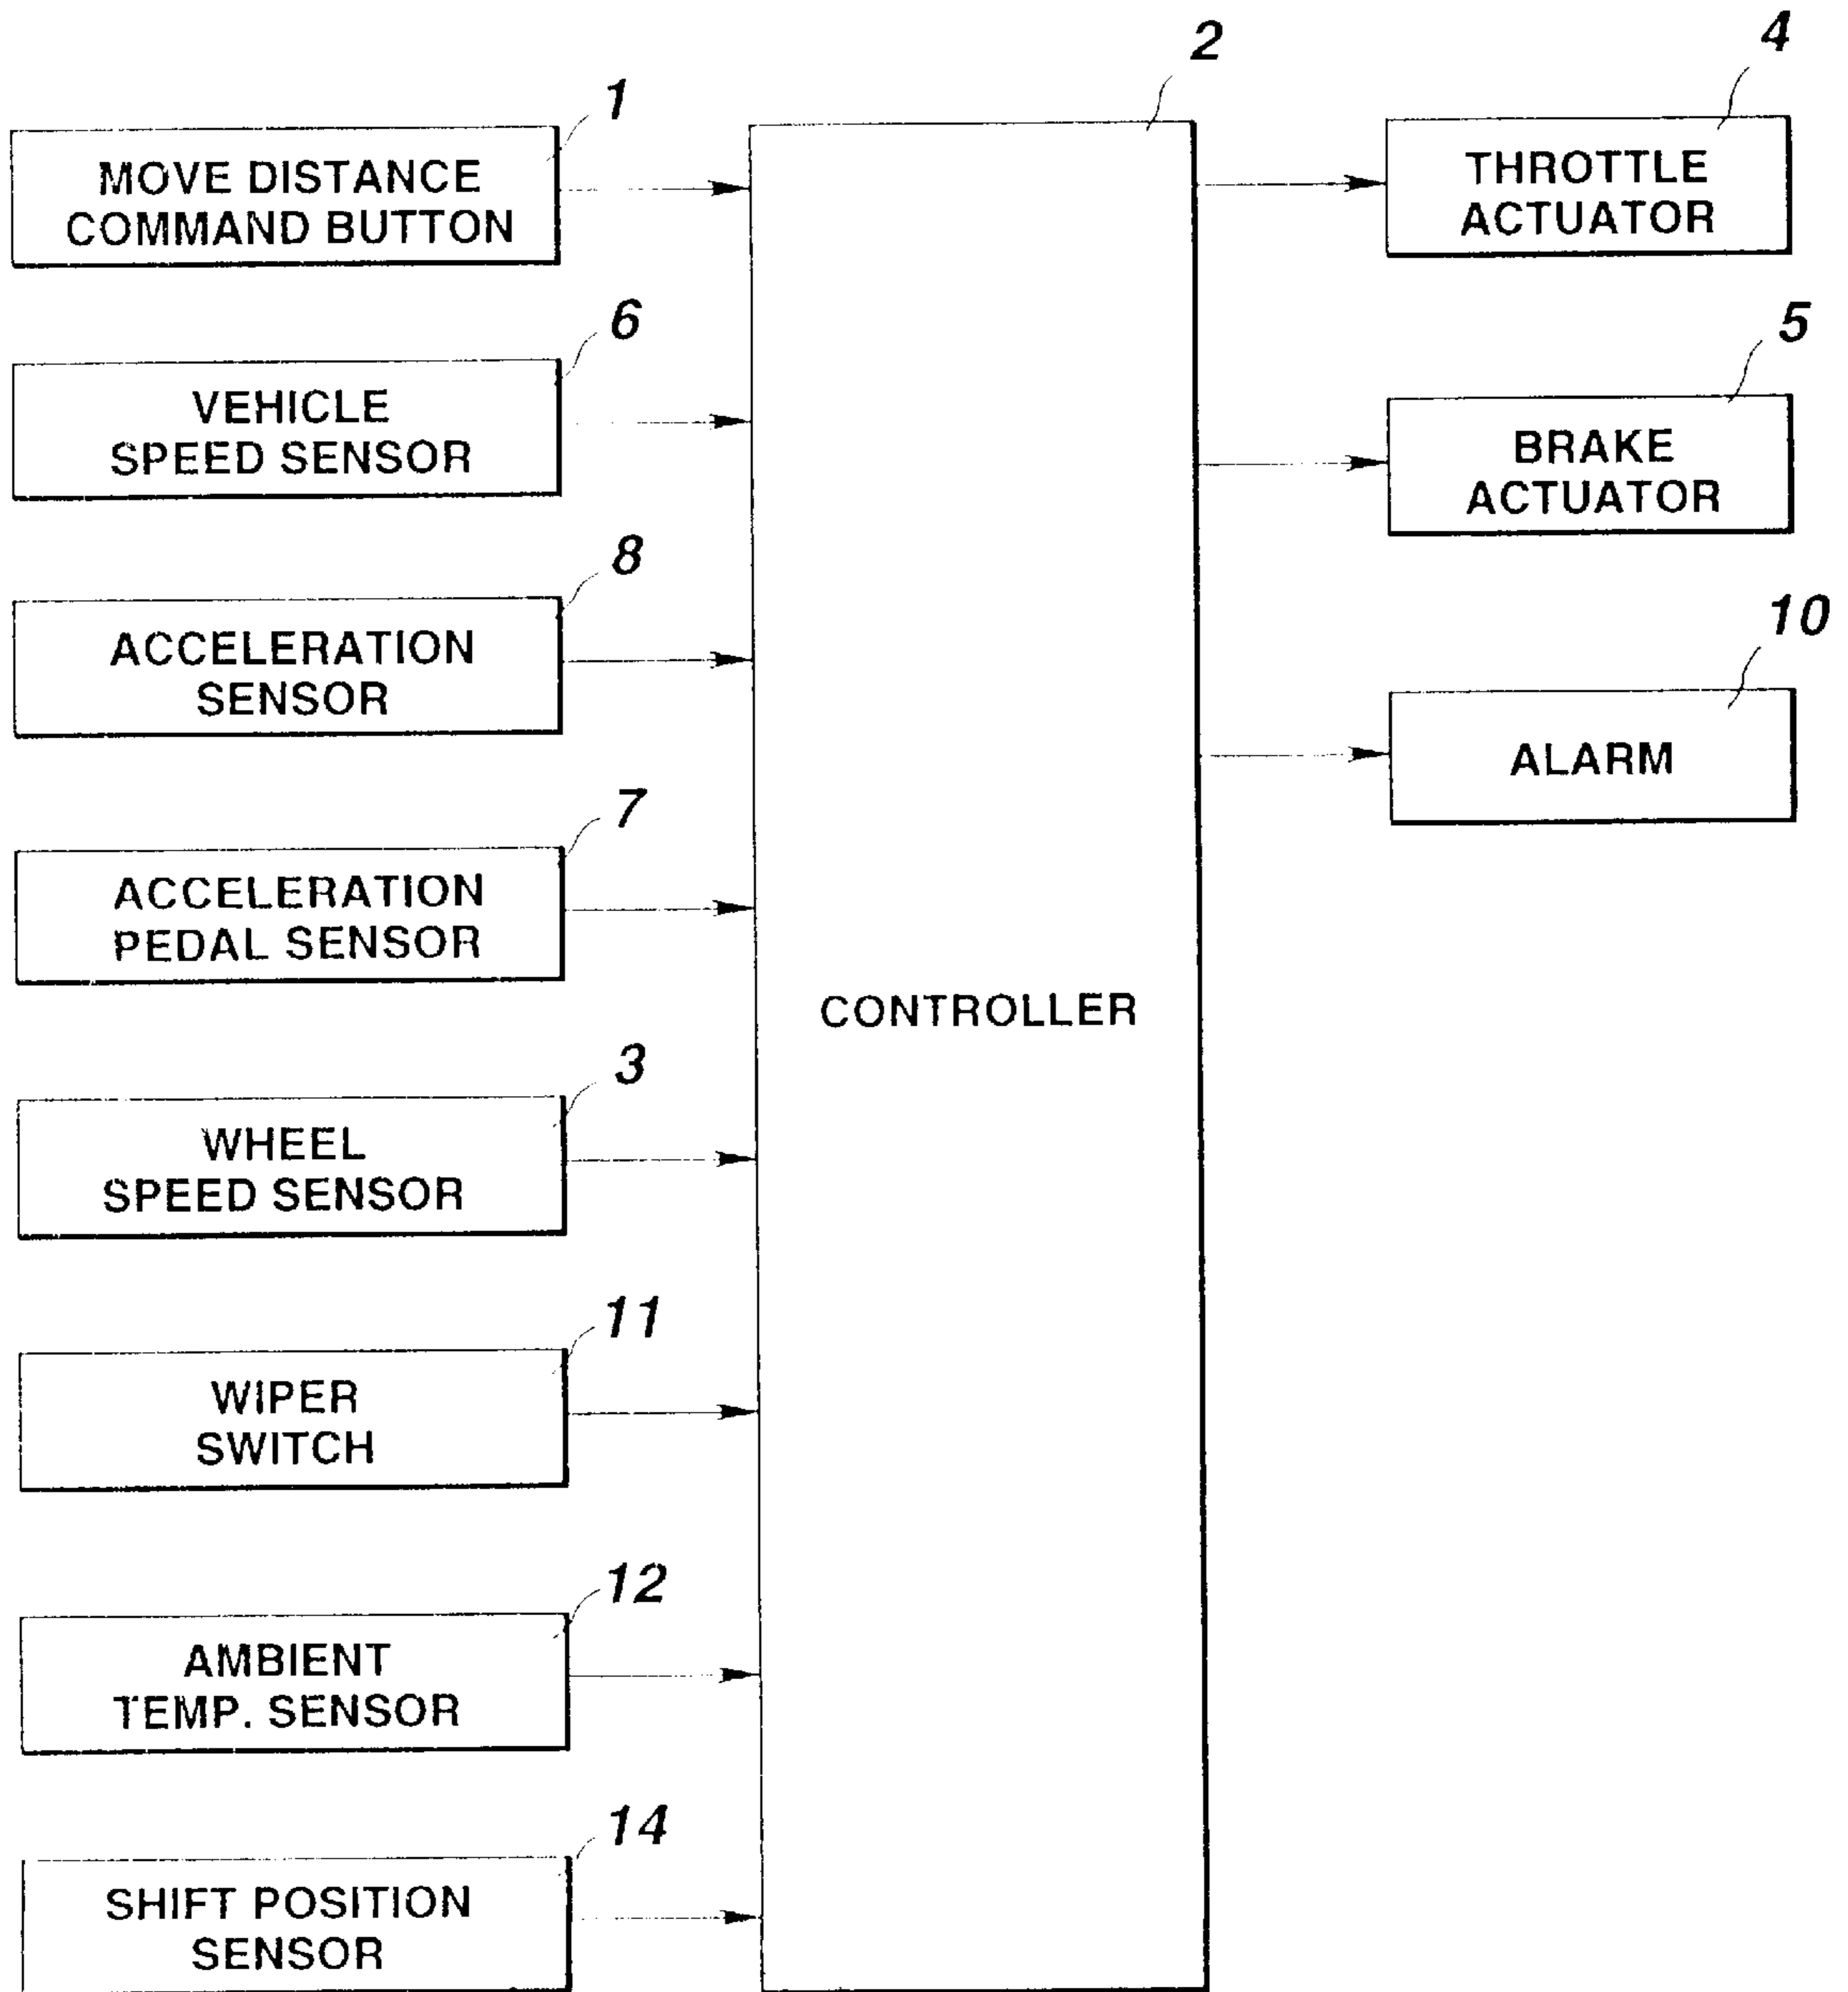 1
MOVE DISTANCE
COMMAND BUTTON
6
VEHICLE
SPEED SENSOR
8
ACCELERATION
SENSOR
7
ACCELERATION
PEDAL SENSOR
3
WHEEL
SPEED SENSOR
11
WIPER
SWITCH
12
AMBIENT
TEMP. SENSOR
14
SHIFT POSITION
SENSOR
2
CONTROLLER
4
THROTTLE
ACTUATOR
5
BRAKE
ACTUATOR
10
ALARM